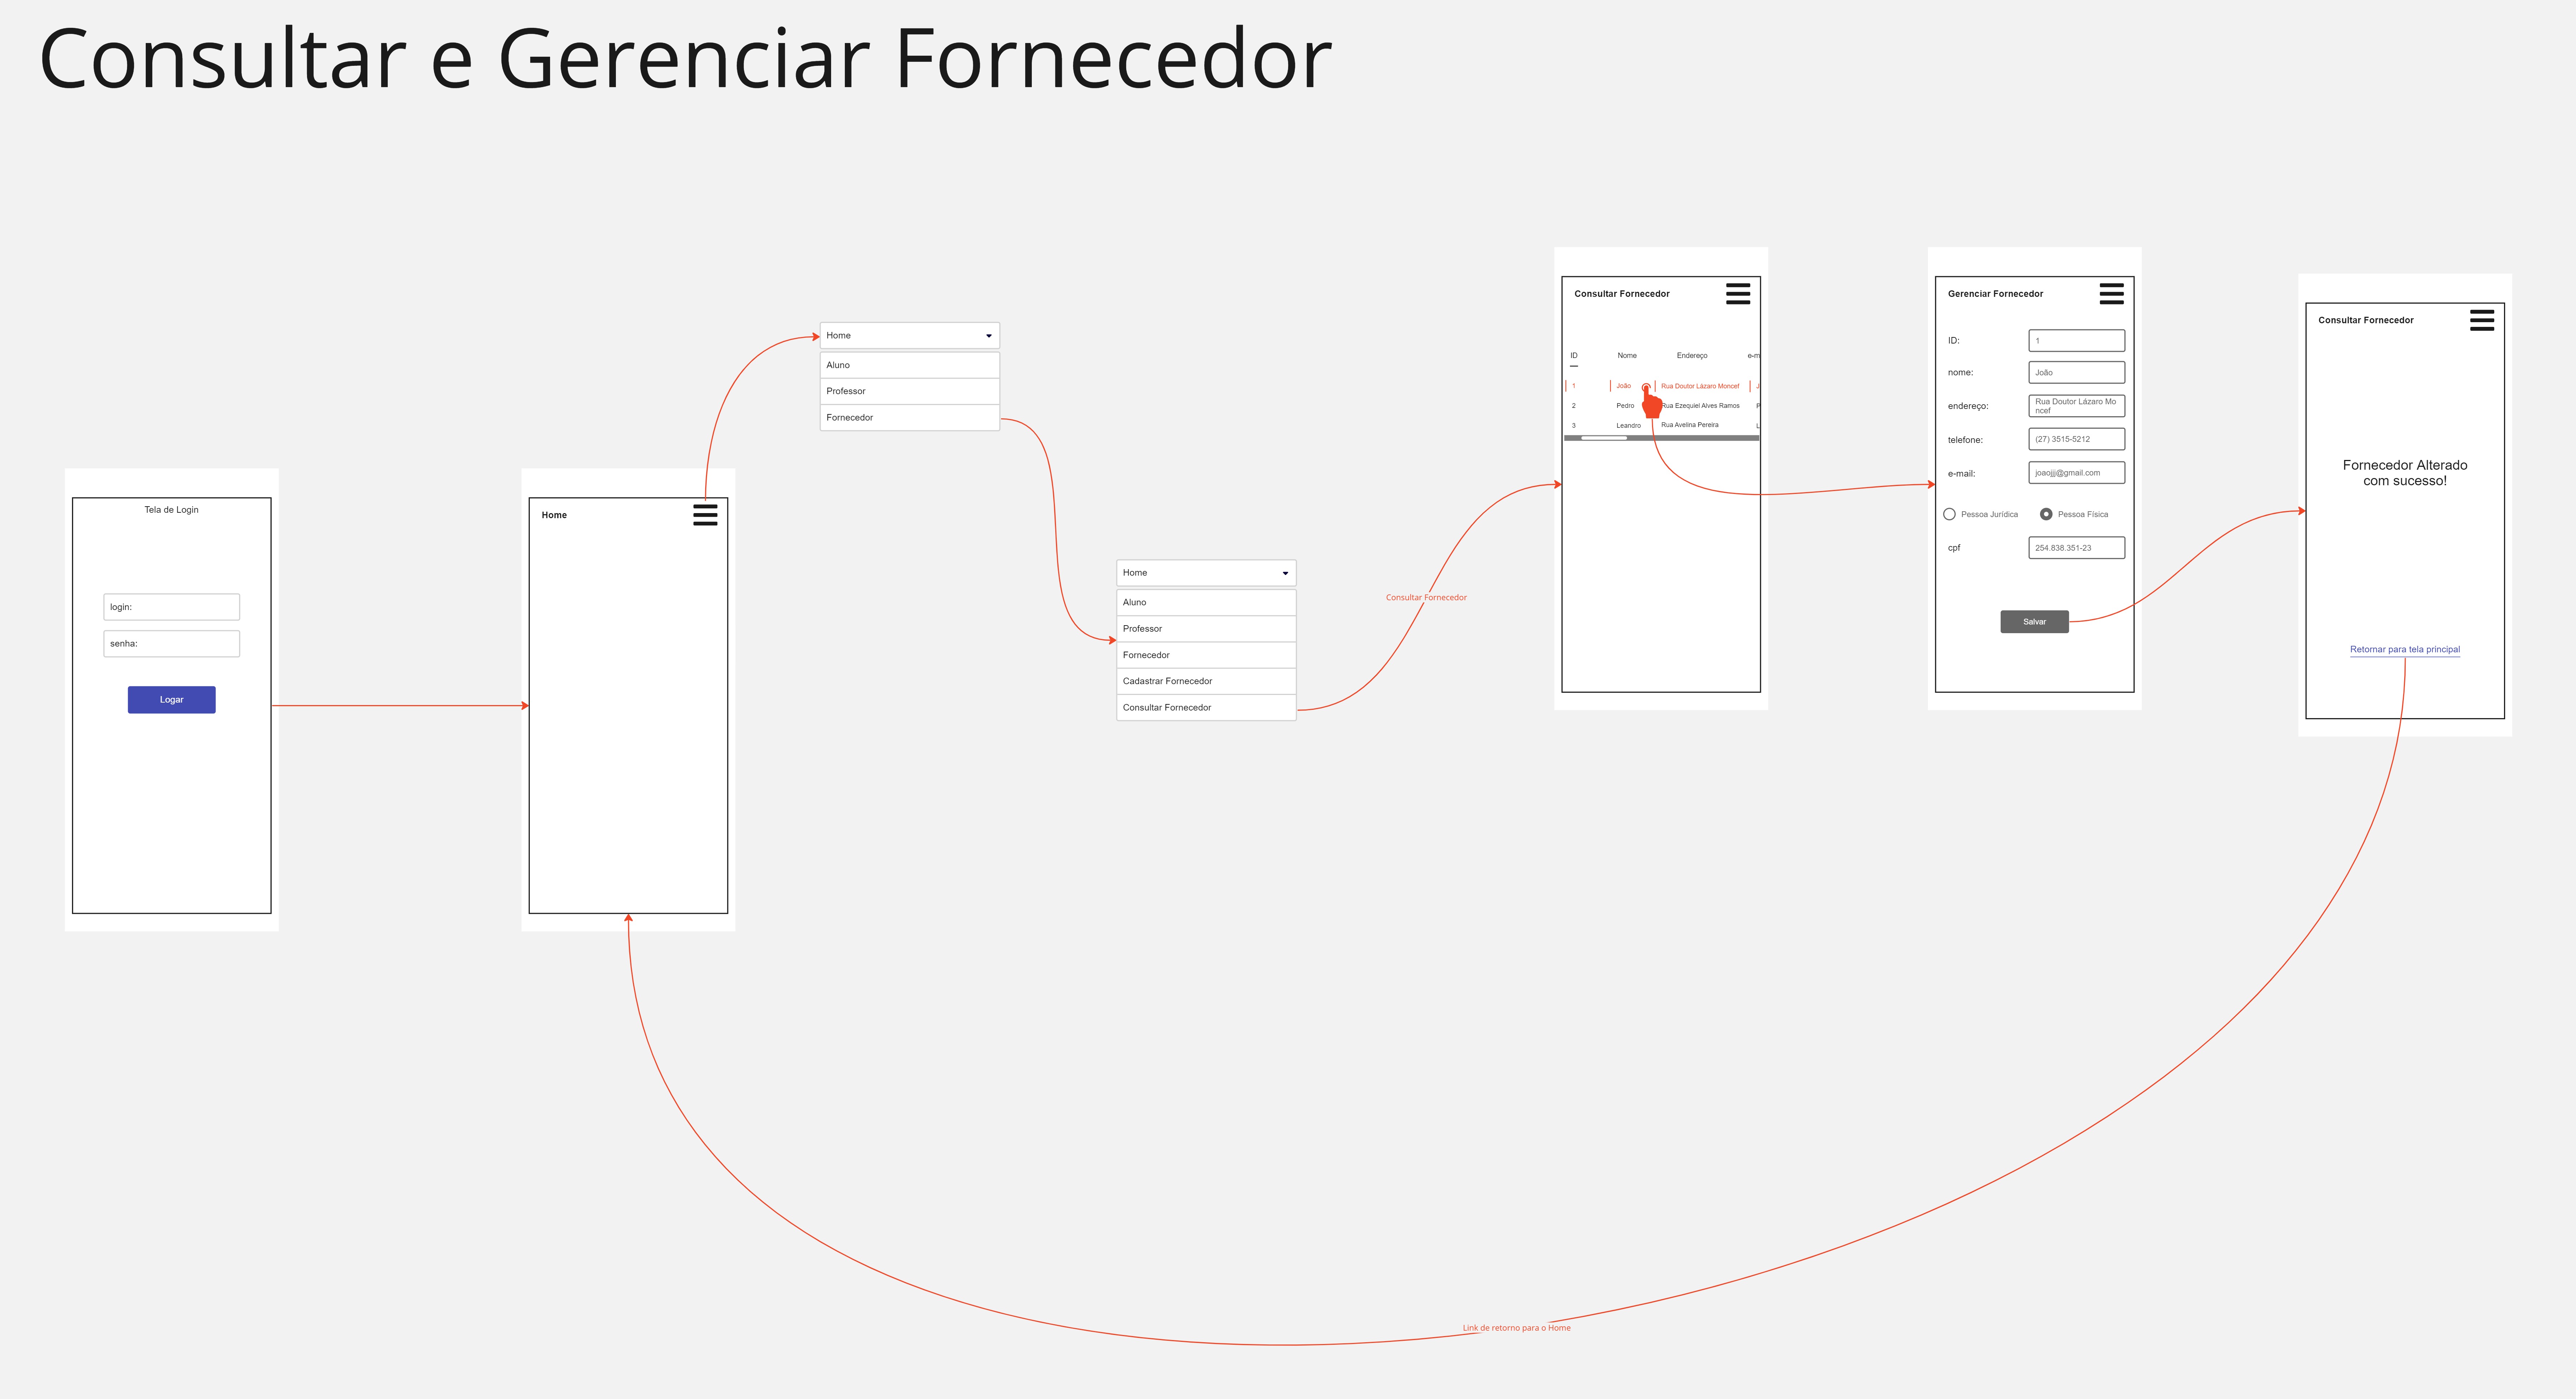 Consultar e Gerenciar Fornecedor
Tela de Login
login:
senha:
Logar
Home
Home
Aluno
Professor
Fornecedor
Home
Aluno
Professor
Fornecedor
Cadastrar Fornecedor
Consultar Fornecedor
Consultar Fornecedor
Consultar Fornecedor
ID Nome Endereço e-m
1 João Rua Doutor Lázaro Moncef J
2 Pedro Rua Ezequiel Alves Ramos P
3 Leandro Rua Avelina Pereira L
Gerenciar Fornecedor
ID: 1
nome: João
endereço: Rua Doutor Lázaro Mo
ncef
telefone: (27) 3515-5212
e-mail: joaojjj@gmail.com
Pessoa Jurídica Pessoa Física
cpf 254.838.351-23
Salvar
Consultar Fornecedor
Fornecedor Alterado
com sucesso!
Retornar para tela principal
Link de retorno para o Home